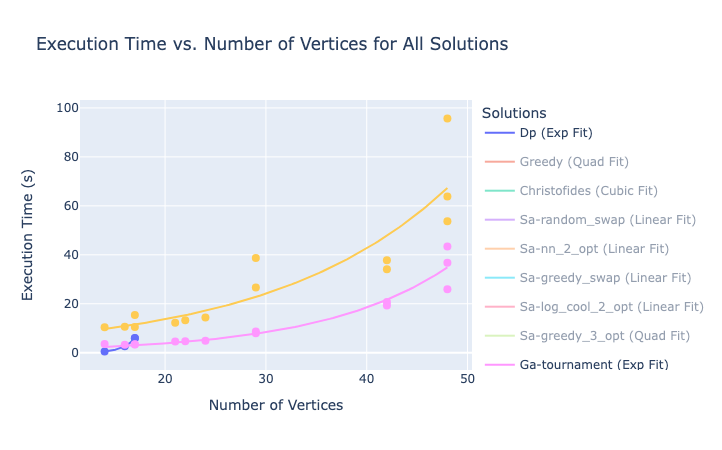 Execution Time vs. Number of Vertices for All Solutions
Execution Time (s)
100
80
60
40
20
0
20
30
40
50
Number of Vertices
Solutions
Dp (Exp Fit)
Greedy (Quad Fit)
Christofides (Cubic Fit)
Sa-random_swap (Linear Fit)
Sa-nn_2_opt (Linear Fit)
Sa-greedy_swap (Linear Fit)
Sa-log_cool_2_opt (Linear Fit)
Sa-greedy_3_opt (Quad Fit)
Ga-tournament (Exp Fit)